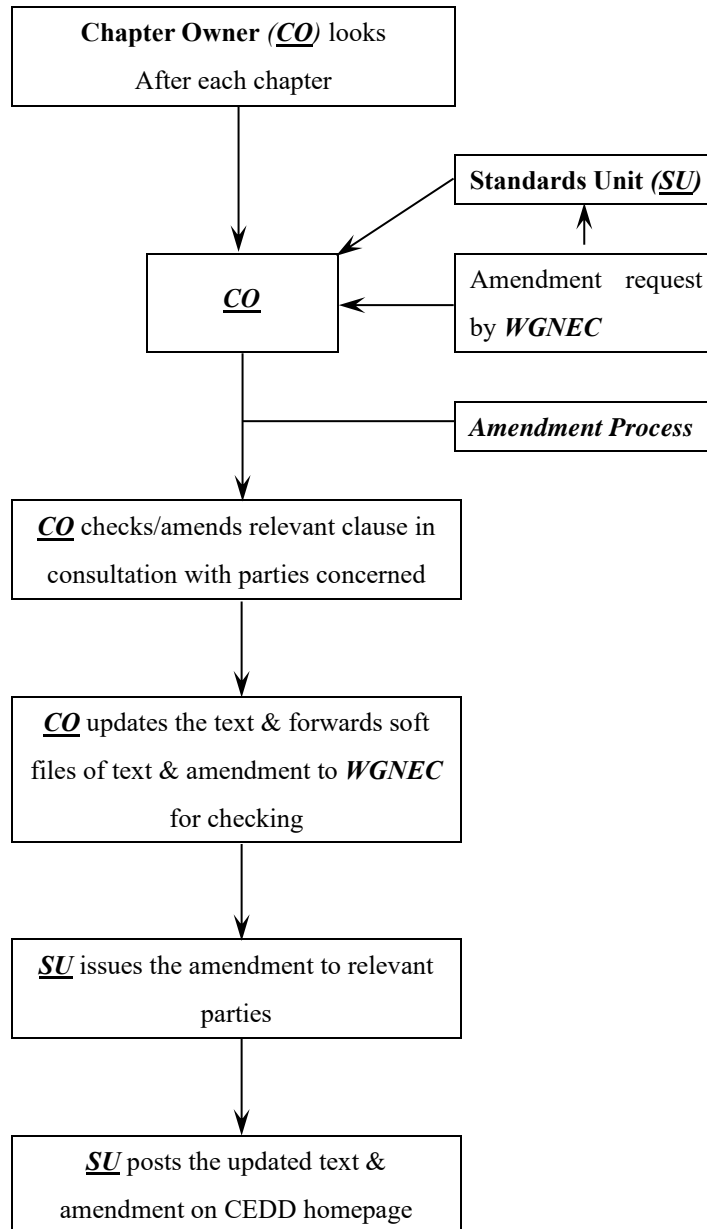 Chapter Owner (CO) looks
After each chapter
Standards Unit (SU)
CO
Amendment request
by WGNEC
Amendment Process
CO checks/amends relevant clause in
consultation with parties concerned
CO updates the text & forwards soft
files of text & amendment to WGNEC
for checking
SU issues the amendment to relevant
parties
SU posts the updated text &
amendment on CEDD homepage